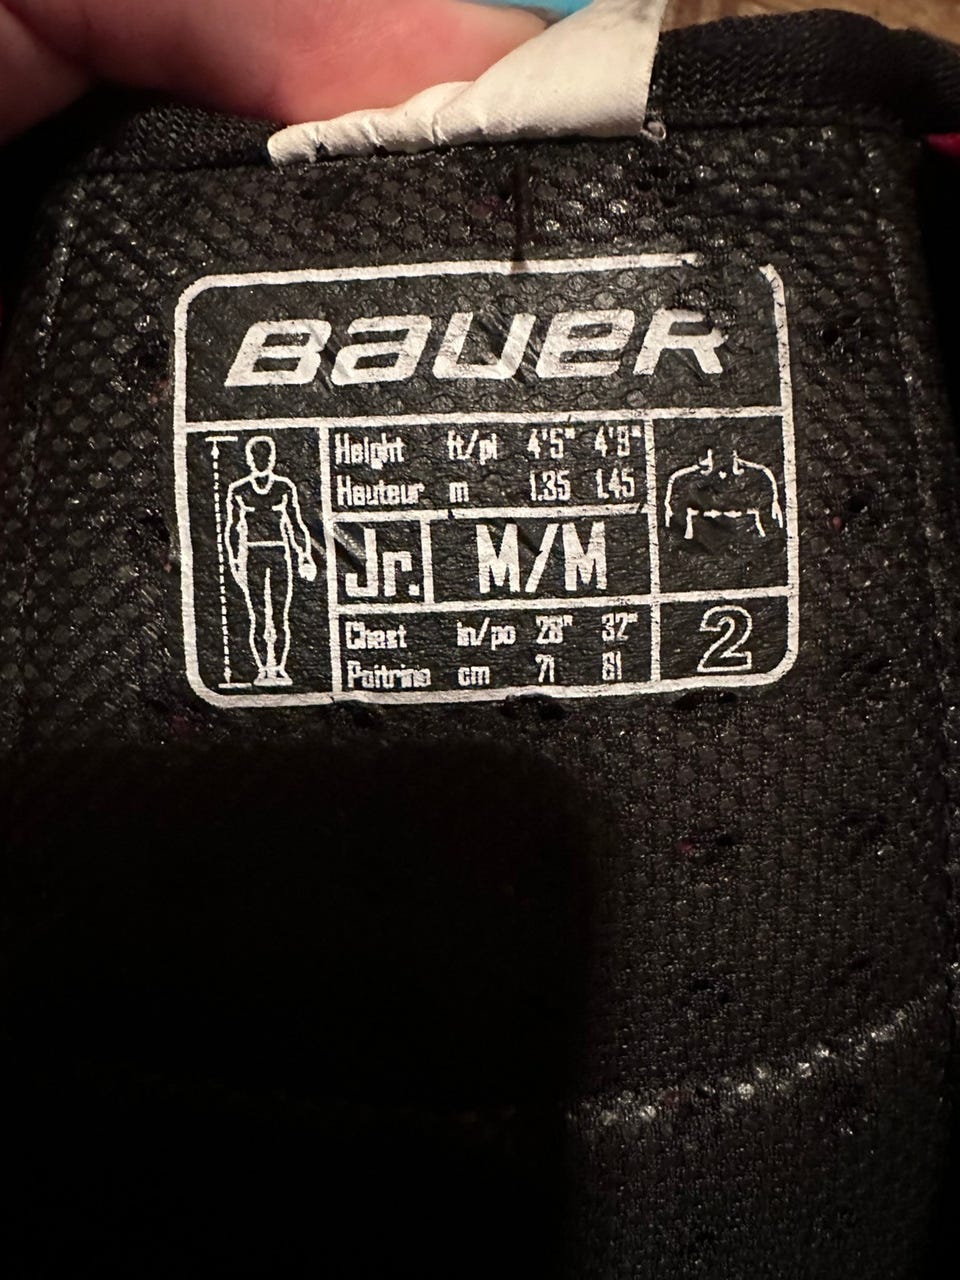 BAUER
Height ft/pi 4'5" 4'9"
Hauteur m 1.35 1.45
Jr. M/M
Chest in/po 28" 32"
Poitrine cm 71 81
2